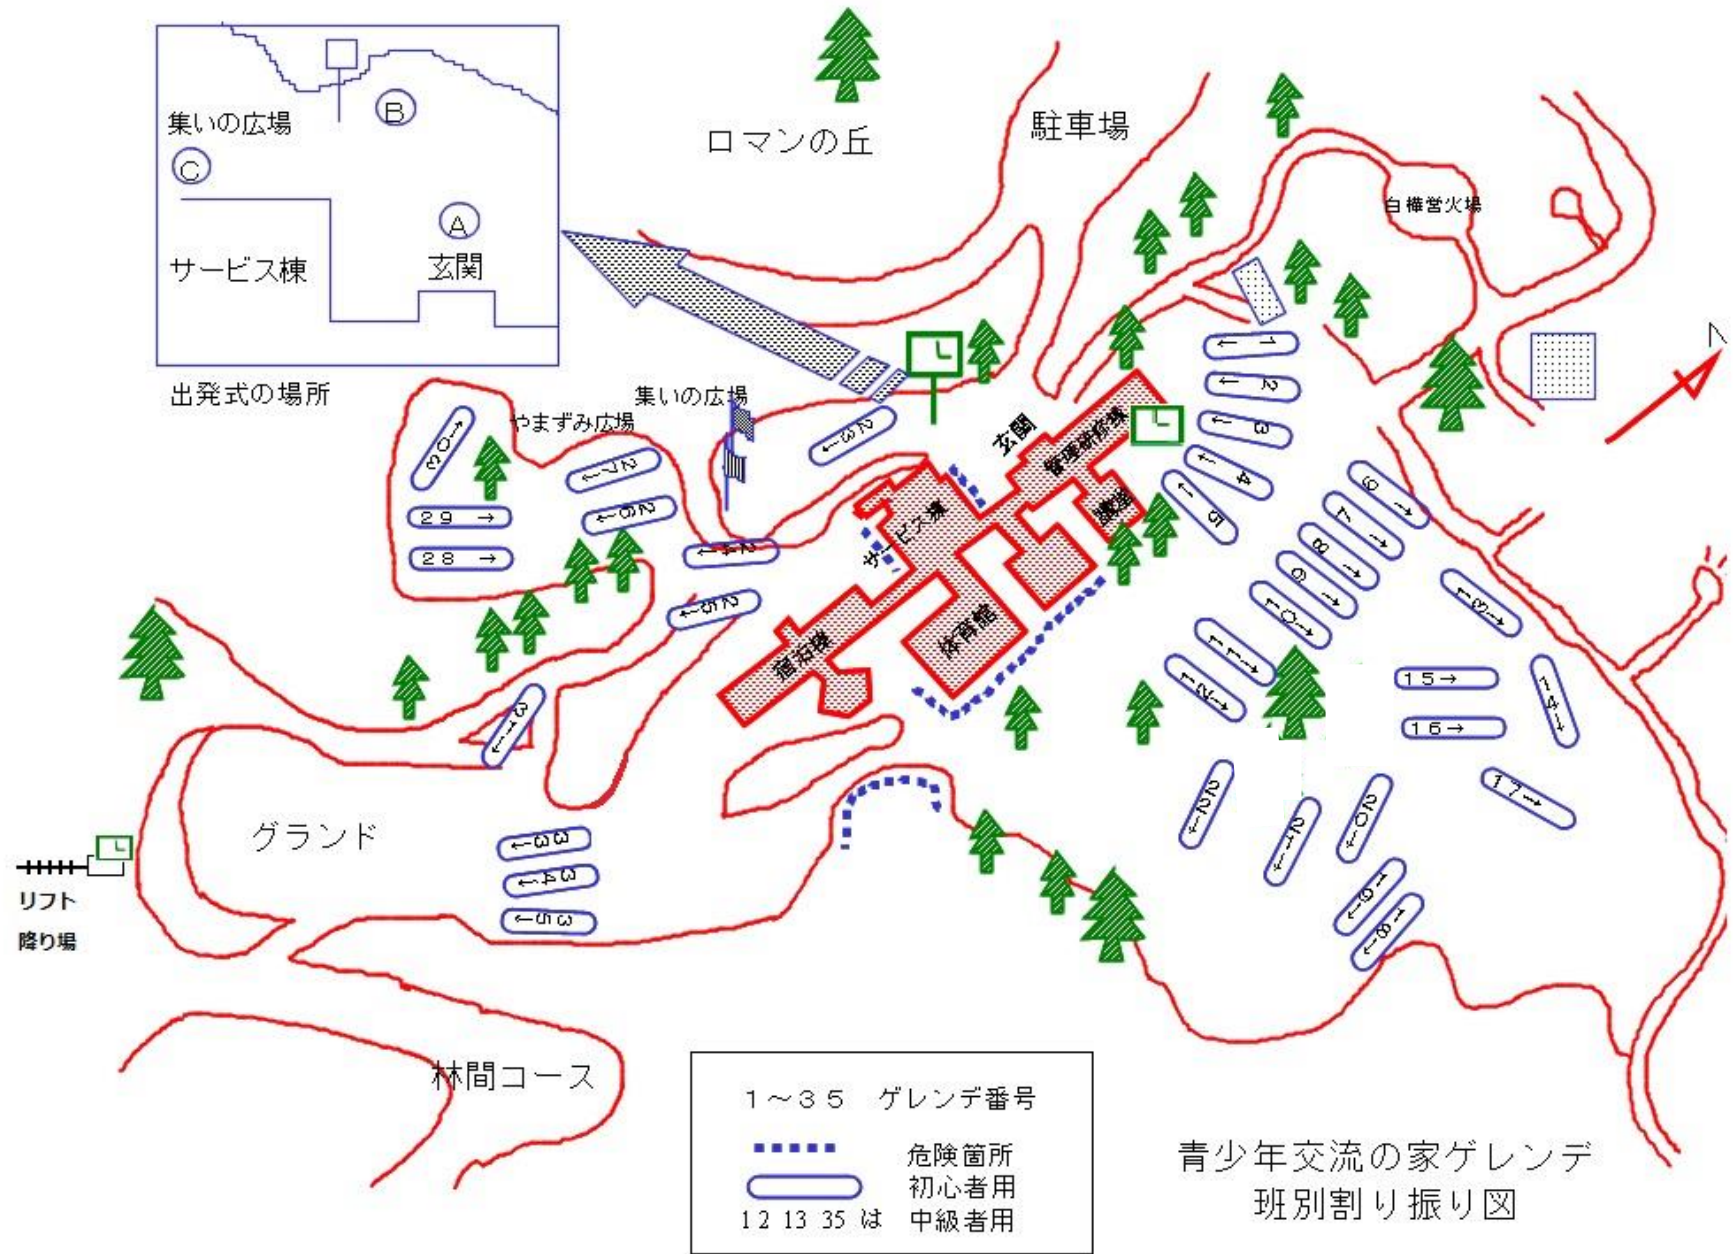 集いの広場
B
C
A
サービス棟
玄関
出発式の場所
ロマンの丘
駐車場
白樺営火場
N
やまずみ広場
集いの広場
玄関
管理研修棟
サービス棟
体育館
宿泊棟
1←
2←
3←
4←
5←
6→
7→
8→
9→
10→
11→
12→
13→
14→
15→
16→
17→
18←
19←
20←
21←
22←
23←
24←
25←
26←
27←
28 →
29 →
30→
31←
33←
34←
35←
グランド
リフト
降り場
林間コース
1～35 ゲレンデ番号
危険箇所
初心者用
12 13 35 は 中級者用
青少年交流の家ゲレンデ
班別割り振り図